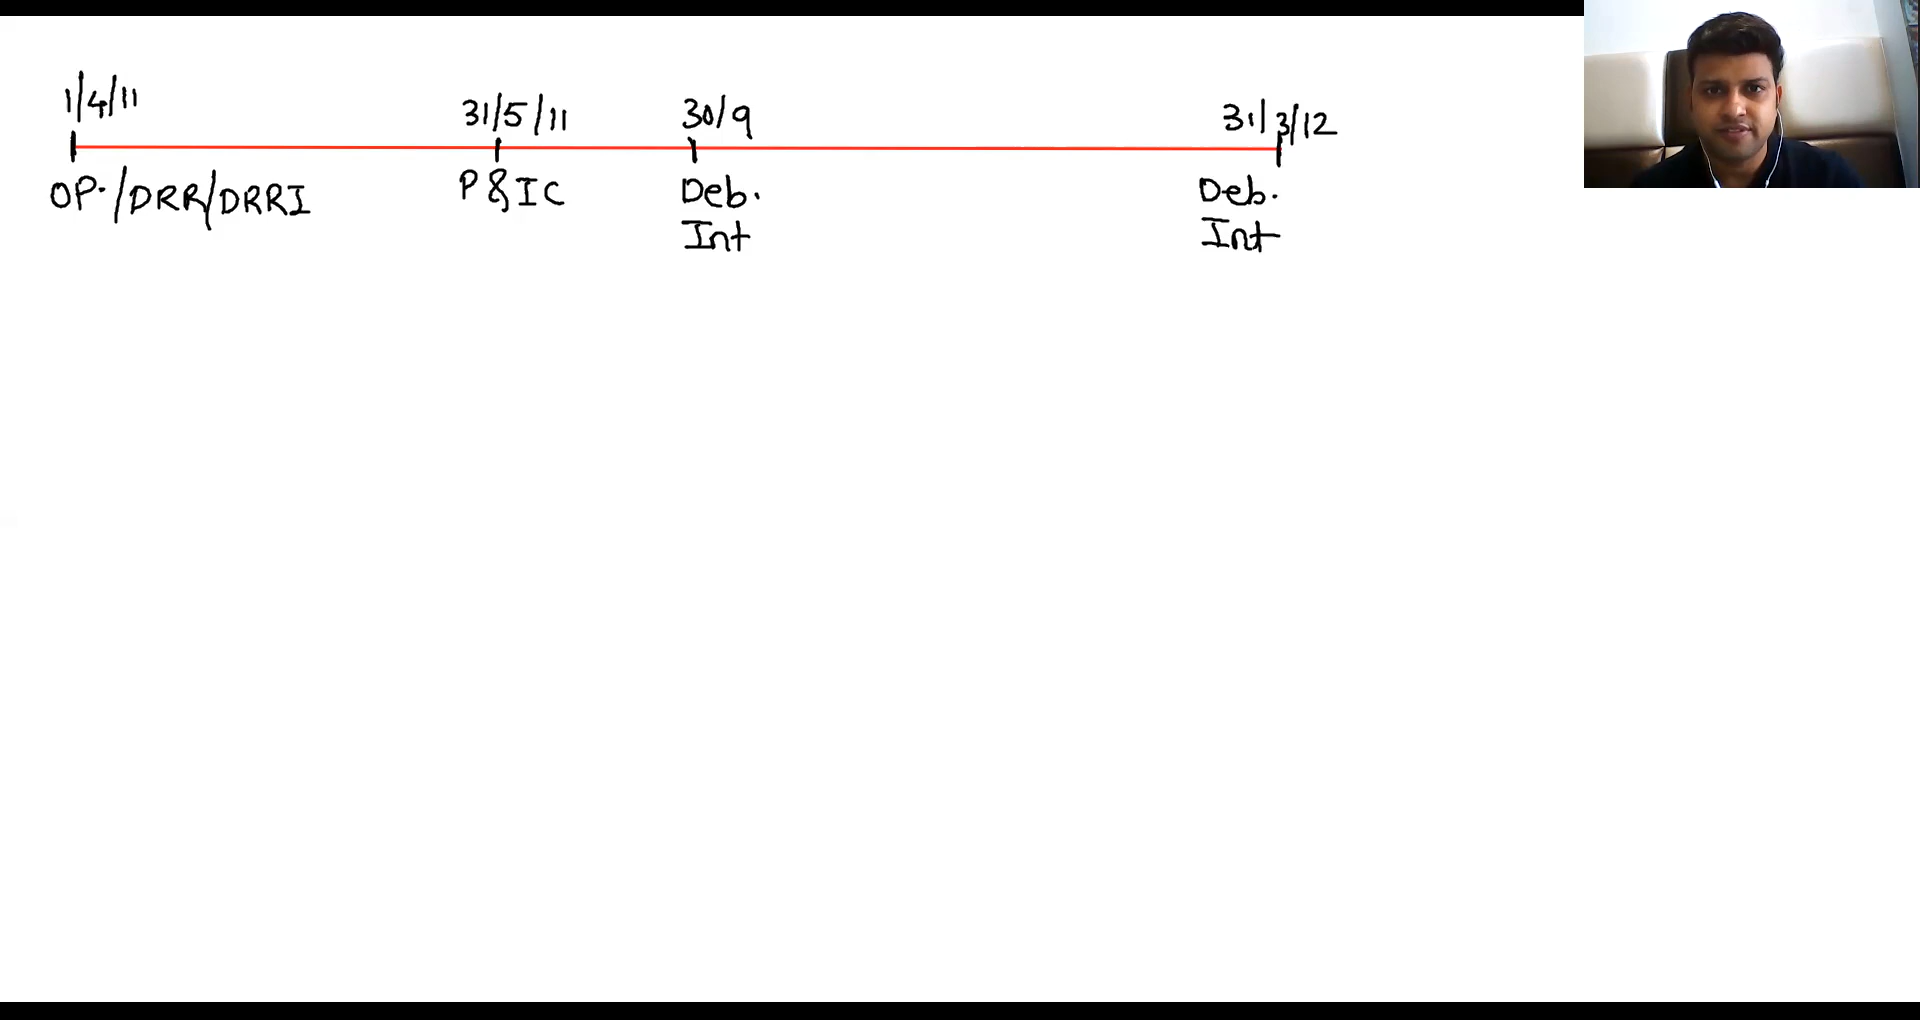 1/4/11 31/5/11 30/9 31/3/12
OP./DRR/DRRI P & IC Deb. Deb.
Int Int